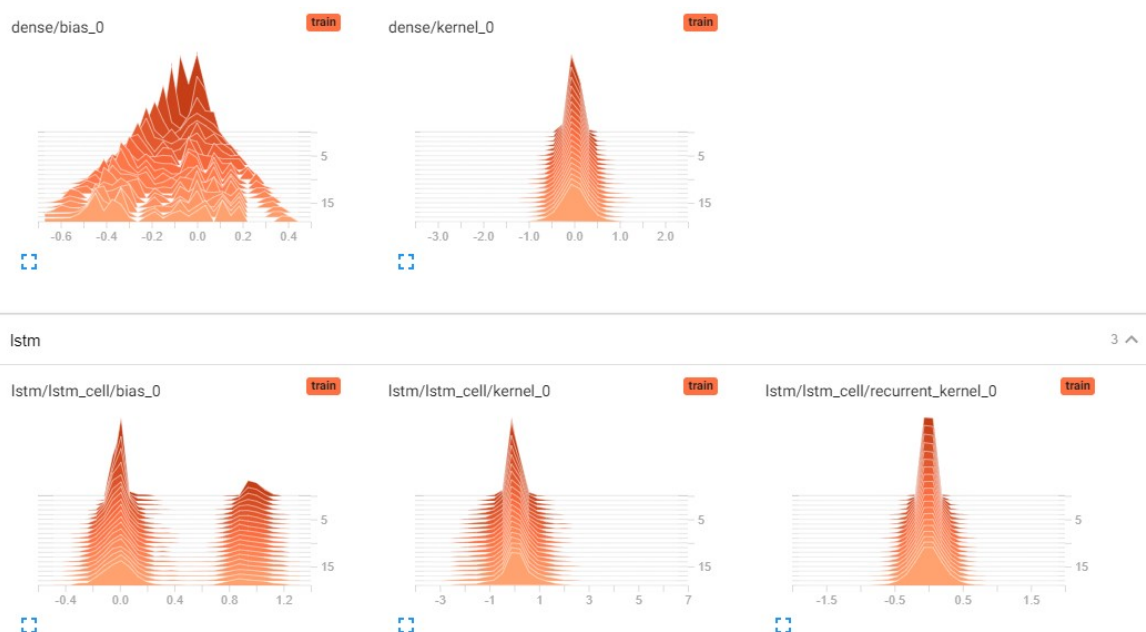 dense/bias_0 train dense/kernel_0 train
5 5
15 15
-0.6 -0.4 -0.2 0.0 0.2 0.4 -3.0 -2.0 -1.0 0.0 1.0 2.0
lstm 3
lstm/lstm_cell/bias_0 train lstm/lstm_cell/kernel_0 train lstm/lstm_cell/recurrent_kernel_0 train
5 5 5
15 15 15
-0.4 0.0 0.4 0.8 1.2 -3 -1 1 3 5 7 -1.5 -0.5 0.5 1.5